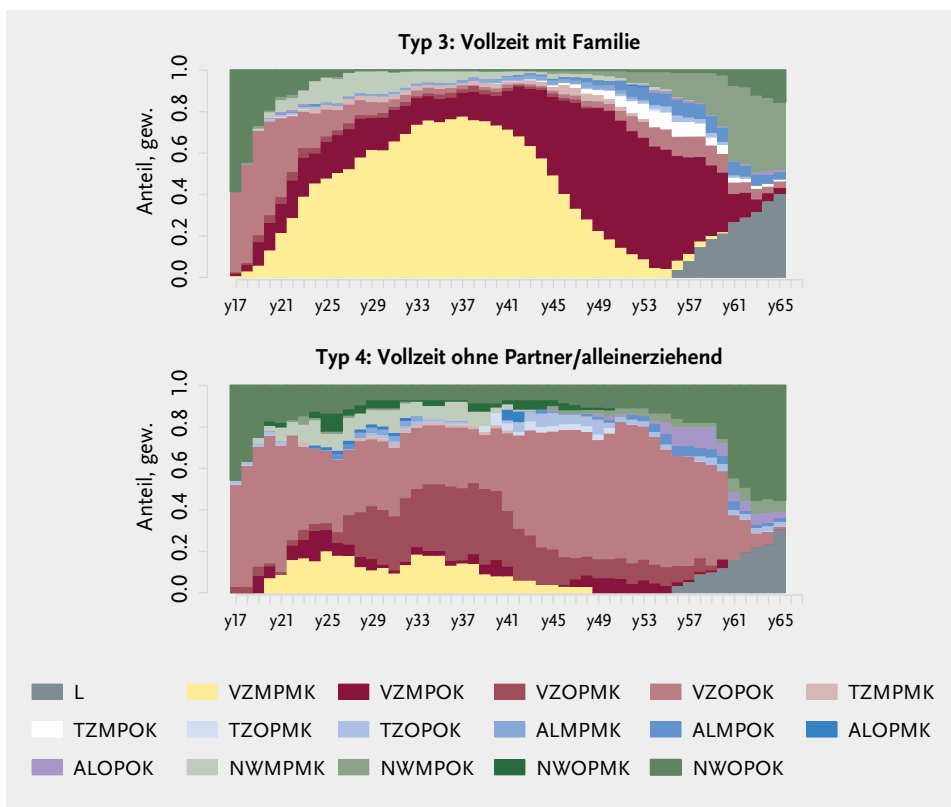 Typ 3: Vollzeit mit Familie
Anteil, gew.
1.0
0.8
0.6
0.4
0.2
0.0
y17 y21 y25 y29 y33 y37 y41 y45 y49 y53 y57 y61 y65
Typ 4: Vollzeit ohne Partner/alleinerziehend
Anteil, gew.
1.0
0.8
0.6
0.4
0.2
0.0
y17 y21 y25 y29 y33 y37 y41 y45 y49 y53 y57 y61 y65
L VZMPMK VZMPOK VZOPMK VZOPOK TZMPMK
TZMPOK TZOPMK TZOPOK ALMPMK ALMPOK ALOPMK
ALOPOK NWMPMK NWMPOK NWOPMK NWOPOK